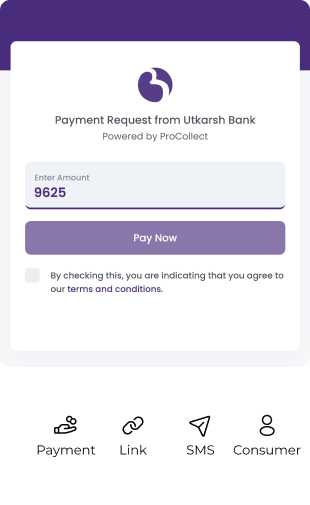 Payment Request from Utkarsh Bank
Powered by ProCollect
Enter Amount
9625
Pay Now
By checking this, you are indicating that you agree to
our terms and conditions.
Payment Link SMS Consumer